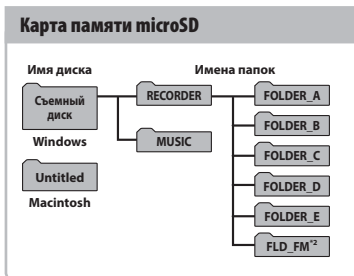 Карта памяти microSD
Имя диска
Имена папок
Съемный
диск
RECORDER
FOLDER_A
Windows
MUSIC
FOLDER_B
FOLDER_C
Untitled
FOLDER_D
Macintosh
FOLDER_E
FLD_FM*2